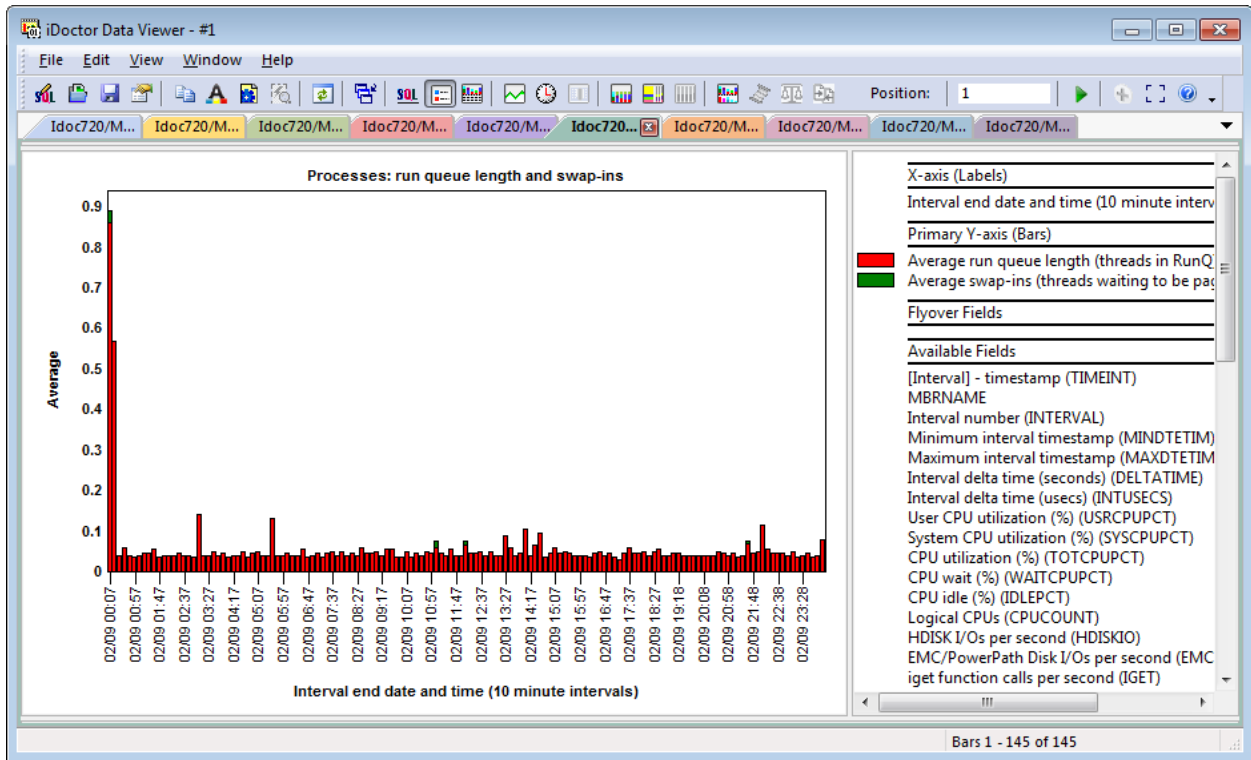 iDoctor Data Viewer - #1
File Edit View Window Help
SQL Position: 1
Idoc720/M... Idoc720/M... Idoc720/M... Idoc720/M... Idoc720/M... Idoc720... Idoc720/M... Idoc720/M... Idoc720/M... Idoc720/M...
Processes: run queue length and swap-ins
Average
0.9
0.8
0.7
0.6
0.5
0.4
0.3
0.2
0.1
0
02/09 00:07
02/09 00:57
02/09 01:47
02/09 02:37
02/09 03:27
02/09 04:17
02/09 05:07
02/09 05:57
02/09 06:47
02/09 07:37
02/09 08:27
02/09 09:17
02/09 10:07
02/09 10:57
02/09 11:47
02/09 12:37
02/09 13:27
02/09 14:17
02/09 15:07
02/09 15:57
02/09 16:47
02/09 17:37
02/09 18:27
02/09 19:18
02/09 20:08
02/09 20:58
02/09 21:48
02/09 22:38
02/09 23:28
Interval end date and time (10 minute intervals)
X-axis (Labels)
Interval end date and time (10 minute interv
Primary Y-axis (Bars)
Average run queue length (threads in RunQ
Average swap-ins (threads waiting to be pag
Flyover Fields
Available Fields
[Interval] - timestamp (TIMEINT)
MBRNAME
Interval number (INTERVAL)
Minimum interval timestamp (MINDTETIM)
Maximum interval timestamp (MAXDTETIM
Interval delta time (seconds) (DELTATIME)
Interval delta time (usecs) (INTUSECS)
User CPU utilization (%) (USRCPUPCT)
System CPU utilization (%) (SYSCPUPCT)
CPU utilization (%) (TOTCPUPCT)
CPU wait (%) (WAITCPUPCT)
CPU idle (%) (IDLEPCT)
Logical CPUs (CPUCOUNT)
HDISK I/Os per second (HDISKIO)
EMC/PowerPath Disk I/Os per second (EMC
iget function calls per second (IGET)
Bars 1 - 145 of 145